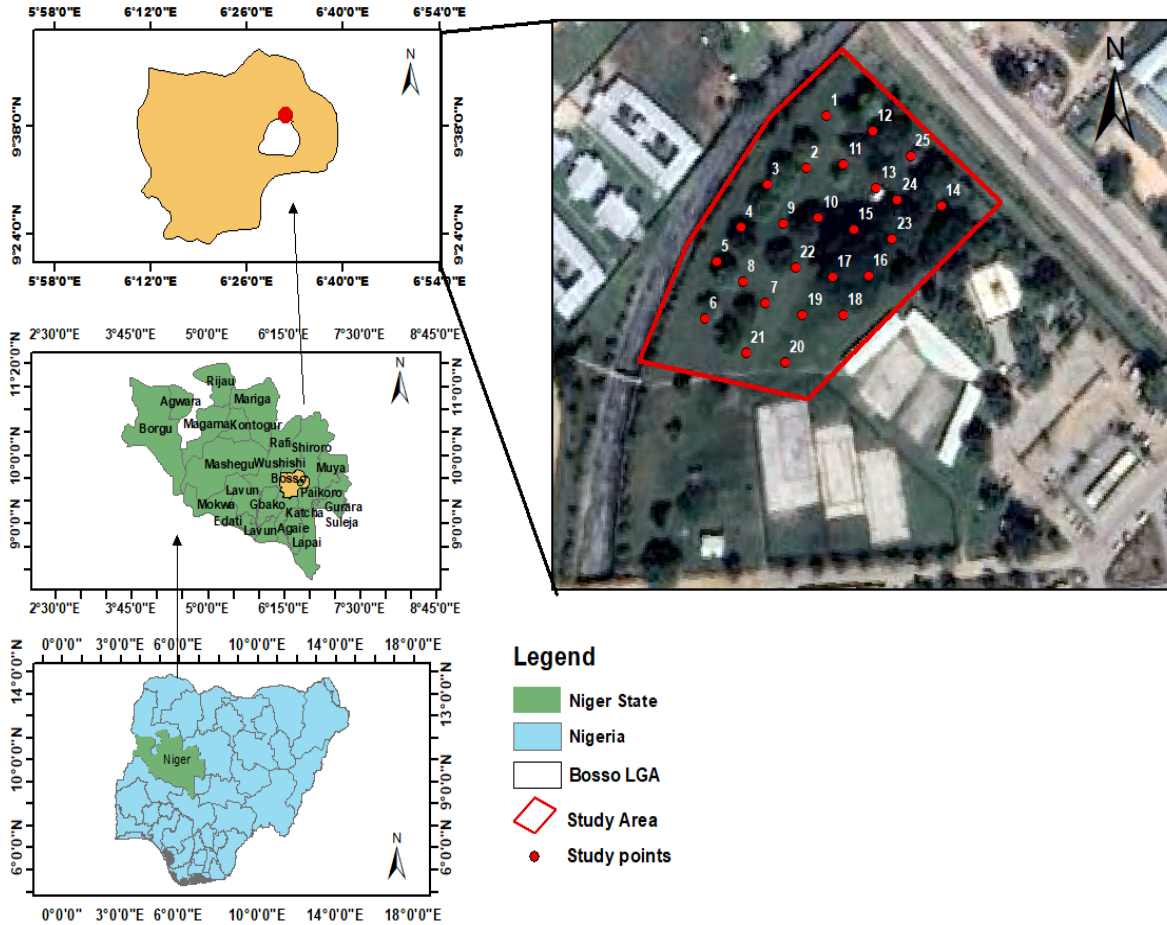 5°58'0"E 6°12'0"E 6°26'0"E 6°40'0"E 6°54'0"E
N
9°38'0"N 9°38'0"N
9°24'0"N 9°24'0"N
5°58'0"E 6°12'0"E 6°26'0"E 6°40'0"E 6°54'0"E
2°30'0"E 3°45'0"E 5°0'0"E 6°15'0"E 7°30'0"E 8°45'0"E
N
11°20'0"N 11°0'0"N 10°0'0"N 9°0'0"N
11°20'0"N 11°0'0"N 10°0'0"N 9°0'0"N
Rijau
Agwara Mariga
Borgu Magama Kontogur
Rafi Shiroro
Mashegu Wushishi Muya
Bosso
Lavun Paikoro
Mokwa Gbako Gurara
Edati Katcha Suleja
Lavun Agaie
Lapai
2°30'0"E 3°45'0"E 5°0'0"E 6°15'0"E 7°30'0"E 8°45'0"E
0°0'0" 3°0'0"E 6°0'0"E 10°0'0"E 14°0'0"E 18°0'0"E
14°0'0"N 10°0'0"N 6°0'0"N
13°0'0"N 9°0'0"N 6°0'0"N
Niger
N
0°0'0" 3°0'0"E 6°0'0"E 10°0'0"E 14°0'0"E 18°0'0"E
N
1
12
25
2 11
3 13
24 14
4 9 10 15
23
5 22
8 17 16
7
6 19 18
21 20
Legend
Niger State
Nigeria
Bosso LGA
Study Area
Study points